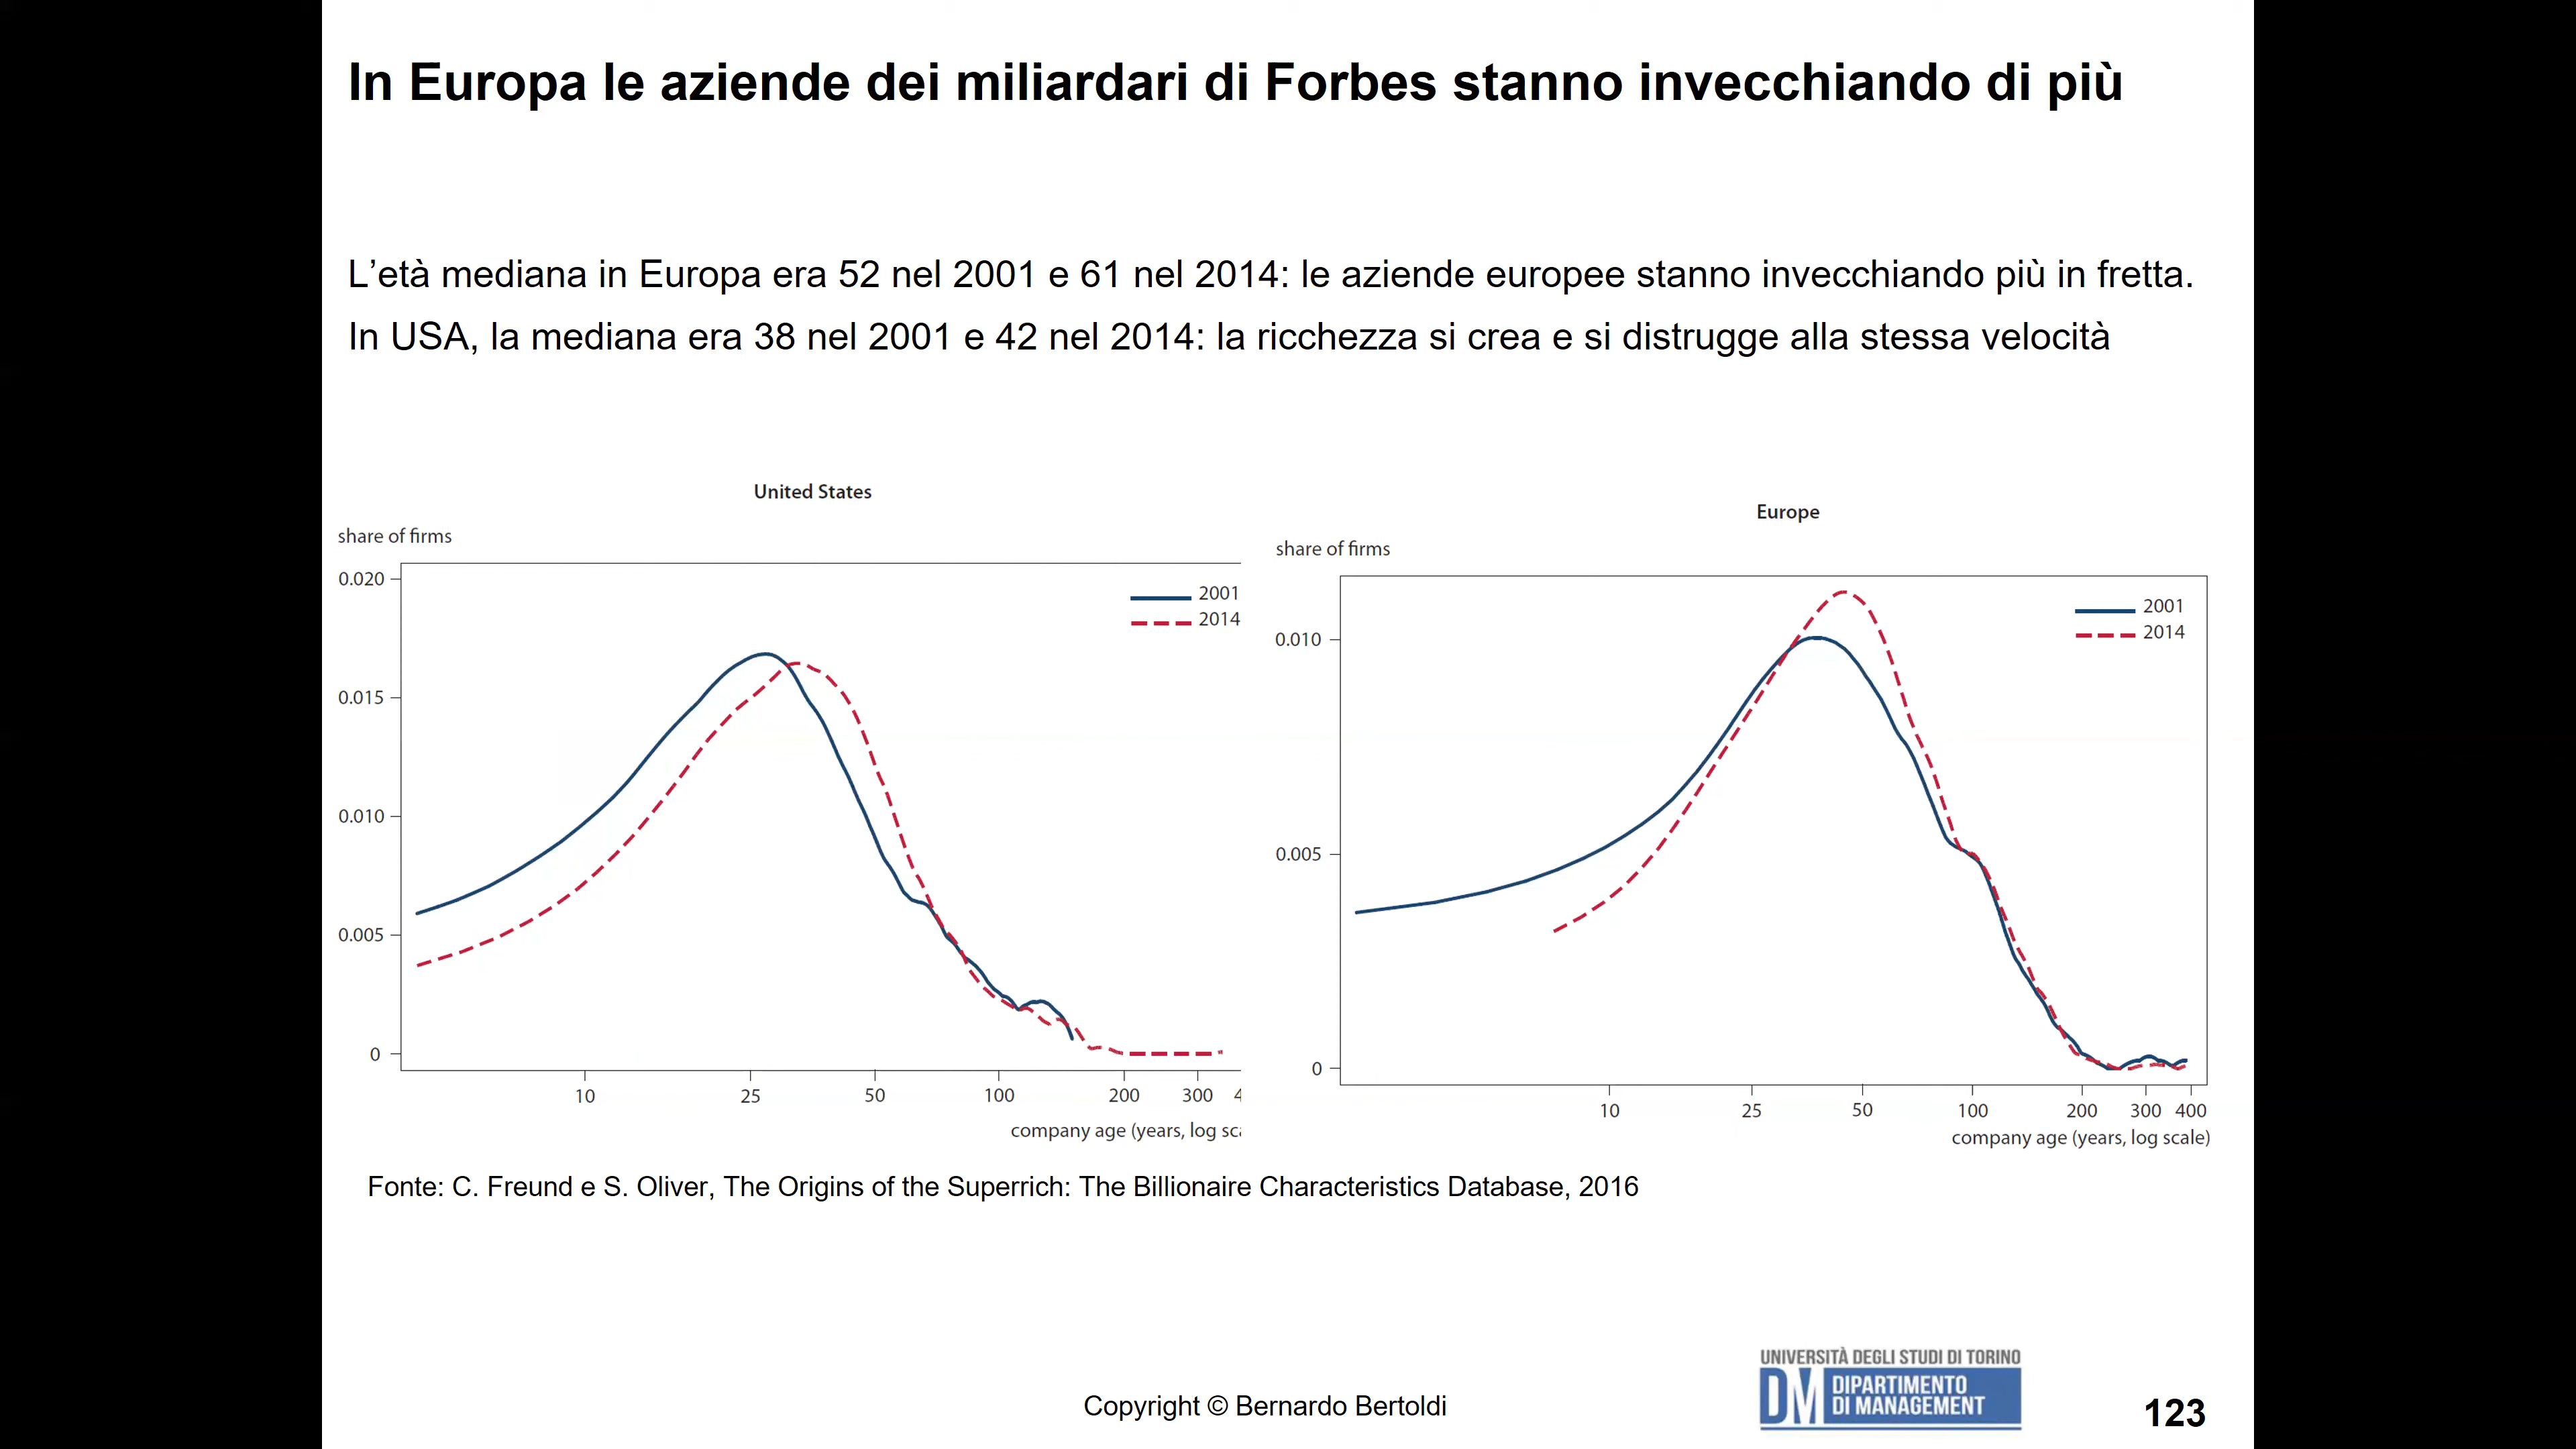 In Europa le aziende dei miliardari di Forbes stanno invecchiando di più
L’età mediana in Europa era 52 nel 2001 e 61 nel 2014: le aziende europee stanno invecchiando più in fretta.
In USA, la mediana era 38 nel 2001 e 42 nel 2014: la ricchezza si crea e si distrugge alla stessa velocità
United States
share of firms
0.020
0.015
0.010
0.005
0
2001
2014
10 25 50 100 200 300 4
company age (years, log sca
Europe
share of firms
0.010
0.005
0
2001
2014
10 25 50 100 200 300 400
company age (years, log scale)
Fonte: C. Freund e S. Oliver, The Origins of the Superrich: The Billionaire Characteristics Database, 2016
Copyright © Bernardo Bertoldi
UNIVERSITÀ DEGLI STUDI DI TORINO
DM DIPARTIMENTO
DI MANAGEMENT
123